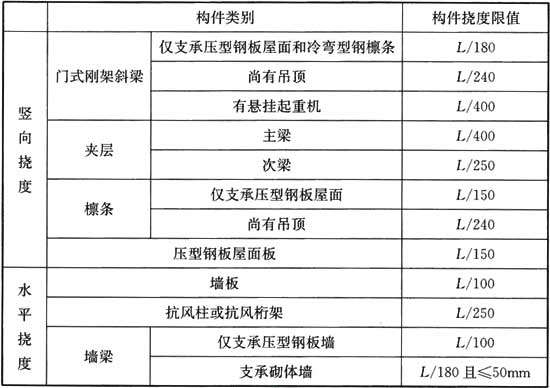 构件类别 构件挠度限值
竖向挠度 门式刚架斜梁 仅支承压型钢板屋面和冷弯型钢檩条 L/180
尚有吊顶 L/240
有悬挂起重机 L/400
夹层 主梁 L/400
次梁 L/250
檩条 仅支承压型钢板屋面 L/150
尚有吊顶 L/240
压型钢板屋面板 L/150
水平挠度 墙板 L/100
抗风柱或抗风桁架 L/250
墙梁 仅支承压型钢板墙 L/100
支承砌体墙 L/180且≤50mm